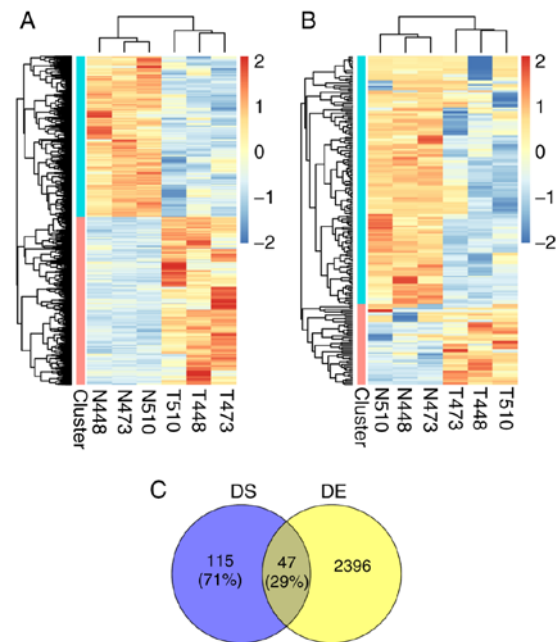 A
2
1
0
−1
−2
Cluster
N448
N473
N510
T510
T448
T473
B
2
1
0
−1
−2
Cluster
N510
N448
N473
T473
T448
T510
C
DS DE
115 47 2396
(71%) (29%)